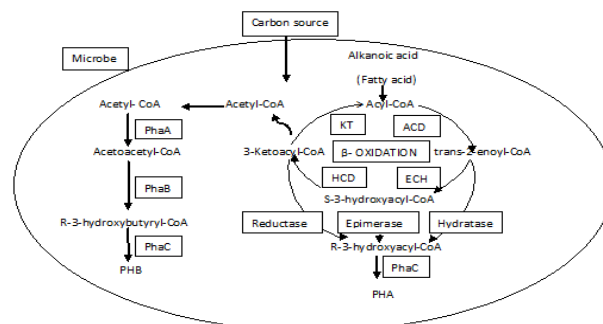 Carbon source
Microbe
Alkanoic acid
(Fatty acid)
Acetyl- CoA
Acetyl-CoA
Acyl-CoA
PhaA
KT
ACD
Acetoacetyl-CoA
3-Ketoacyl-CoA
β- OXIDATION
trans-2-enoyl-CoA
PhaB
HCD
ECH
S-3-hydroxyacyl-CoA
R-3-hydroxybutyryl-CoA
Reductase
Epimerase
Hydratase
R-3-hydroxyacyl-CoA
PhaC
PhaC
PHB
PHA